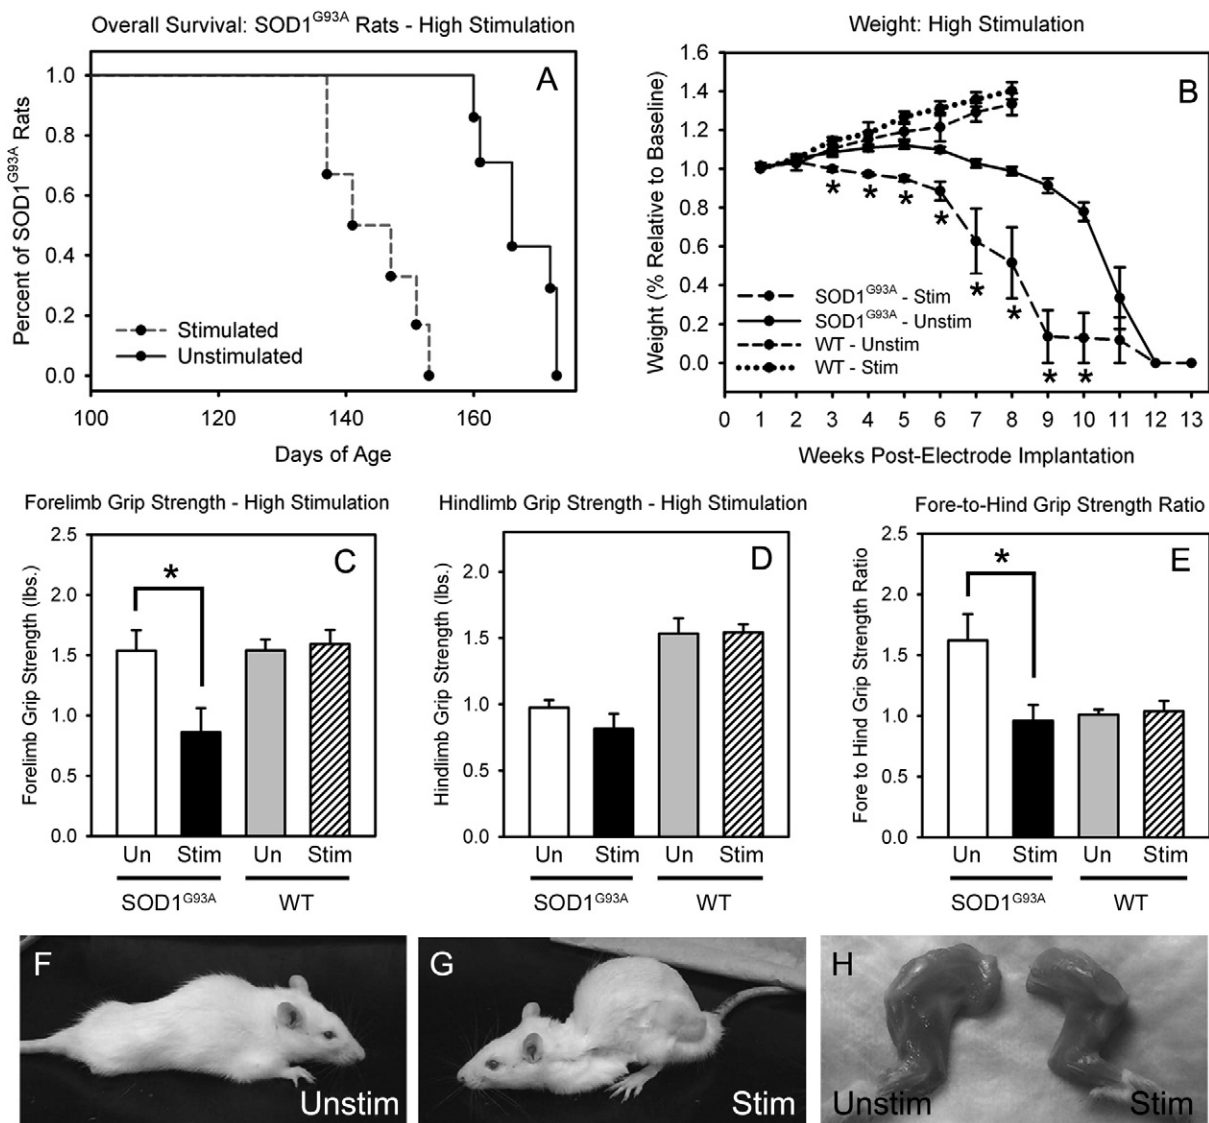 Overall Survival: SOD1G93A Rats - High Stimulation
A
Percent of SOD1G93A Rats
1.0
0.8
0.6
0.4
0.2
0.0
Stimulated
Unstimulated
100 120 140 160
Days of Age
Weight: High Stimulation
B
Weight (% Relative to Baseline)
1.6
1.4
1.2
1.0
0.8
0.6
0.4
0.2
0.0
* * * * * * * *
SOD1G93A - Stim
SOD1G93A - Unstim
WT - Unstim
WT - Stim
0 1 2 3 4 5 6 7 8 9 10 11 12 13
Weeks Post-Electrode Implantation
Forelimb Grip Strength - High Stimulation
C
*
Forelimb Grip Strength (lbs.)
2.5
2.0
1.5
1.0
0.5
0.0
Un Stim Un Stim
SOD1G93A WT
Hindlimb Grip Strength - High Stimulation
D
Hindlimb Grip Strength (lbs.)
2.0
1.5
1.0
0.5
0.0
Un Stim Un Stim
SOD1G93A WT
Fore-to-Hind Grip Strength Ratio
E
*
Fore to Hind Grip Strength Ratio
2.5
2.0
1.5
1.0
0.5
0.0
Un Stim Un Stim
SOD1G93A WT
F
Unstim
G
Stim
H
Unstim Stim